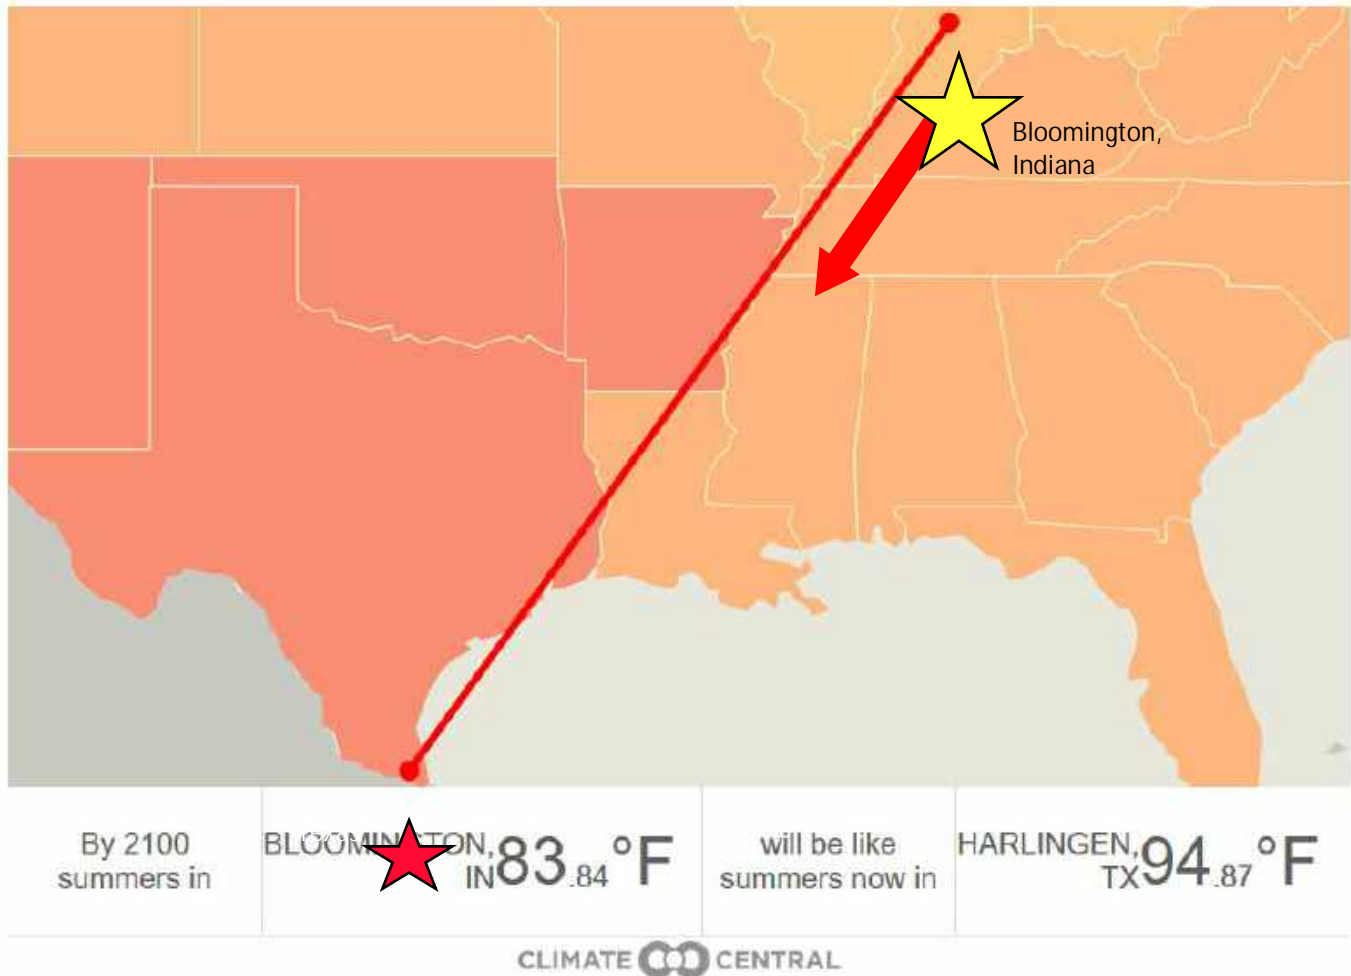 Bloomington,
Indiana
By 2100
summers in
BLOOMINGTON,
IN 83.84 °F
will be like
summers now in
HARLINGEN,
TX 94.87 °F
CLIMATE CENTRAL